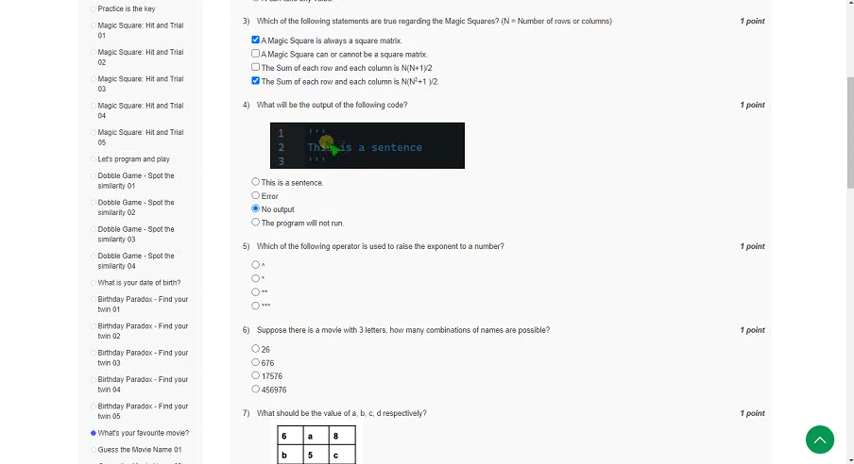 Practice is the key
Magic Square: Hit and Trial
01
Magic Square: Hit and Trial
02
Magic Square: Hit and Trial
03
Magic Square: Hit and Trial
04
Magic Square: Hit and Trial
05
Let's program and play
Dobble Game - Spot the
similarity 01
Dobble Game - Spot the
similarity 02
Dobble Game - Spot the
similarity 03
Dobble Game - Spot the
similarity 04
What is your date of birth?
Birthday Paradox - Find your
twin 01
Birthday Paradox - Find your
twin 02
Birthday Paradox - Find your
twin 03
Birthday Paradox - Find your
twin 04
Birthday Paradox - Find your
twin 05
What's your favourite movie?
Guess the Movie Name 01
3) Which of the following statements are true regarding the Magic Squares? (N = Number of rows or columns) 1 point
A Magic Square is always a square matrix.
A Magic Square can or cannot be a square matrix.
The Sum of each row and each column is N(N+1)/2
The Sum of each row and each column is N(N²+1 )/2
4) What will be the output of the following code? 1 point
1 '''
2 This is a sentence
3 '''
This is a sentence.
Error
No output
The program will not run.
5) Which of the following operator is used to raise the exponent to a number? 1 point
^
*
**
***
6) Suppose there is a movie with 3 letters, how many combinations of names are possible? 1 point
26
676
17576
456976
7) What should be the value of a, b, c, d respectively? 1 point
6 a 8
b 5 c